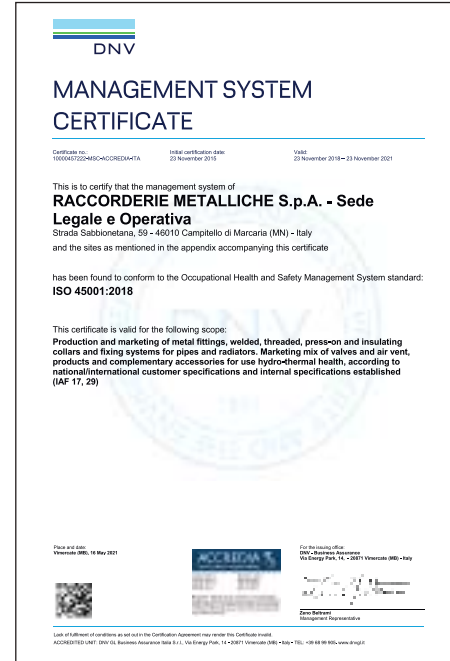 DNV
MANAGEMENT SYSTEM
CERTIFICATE
Certificate no.:
10000457222-MSC-ACCREDIA-ITA
Initial certification date:
23 November 2015
Valid:
23 November 2018 – 23 November 2021
This is to certify that the management system of
RACCORDERIE METALLICHE S.p.A. - Sede
Legale e Operativa
Strada Sabbionetana, 59 - 46010 Campitello di Marcaria (MN) - Italy
and the sites as mentioned in the appendix accompanying this certificate
has been found to conform to the Occupational Health and Safety Management System standard:
ISO 45001:2018
This certificate is valid for the following scope:
Production and marketing of metal fittings, welded, threaded, press-on and insulating
collars and fixing systems for pipes and radiators. Marketing mix of valves and air vent,
products and complementary accessories for use hydro-thermal health, according to
national/international customer specifications and internal specifications established
(IAF 17, 29)
Place and date:
Vimercate (MB), 16 May 2021
ACCREDIA
For the issuing office:
DNV - Business Assurance
Via Energy Park, 14, - 20871 Vimercate (MB) - Italy
Zeno Beltrami
Management Representative
Lack of fulfilment of conditions as set out in the Certification Agreement may render this Certificate invalid.
ACCREDITED UNIT: DNV GL Business Assurance Italia S.r.l., Via Energy Park, 14 - 20871 Vimercate (MB) - Italy - TEL: +39 68 99 905. www.dnvgl.it